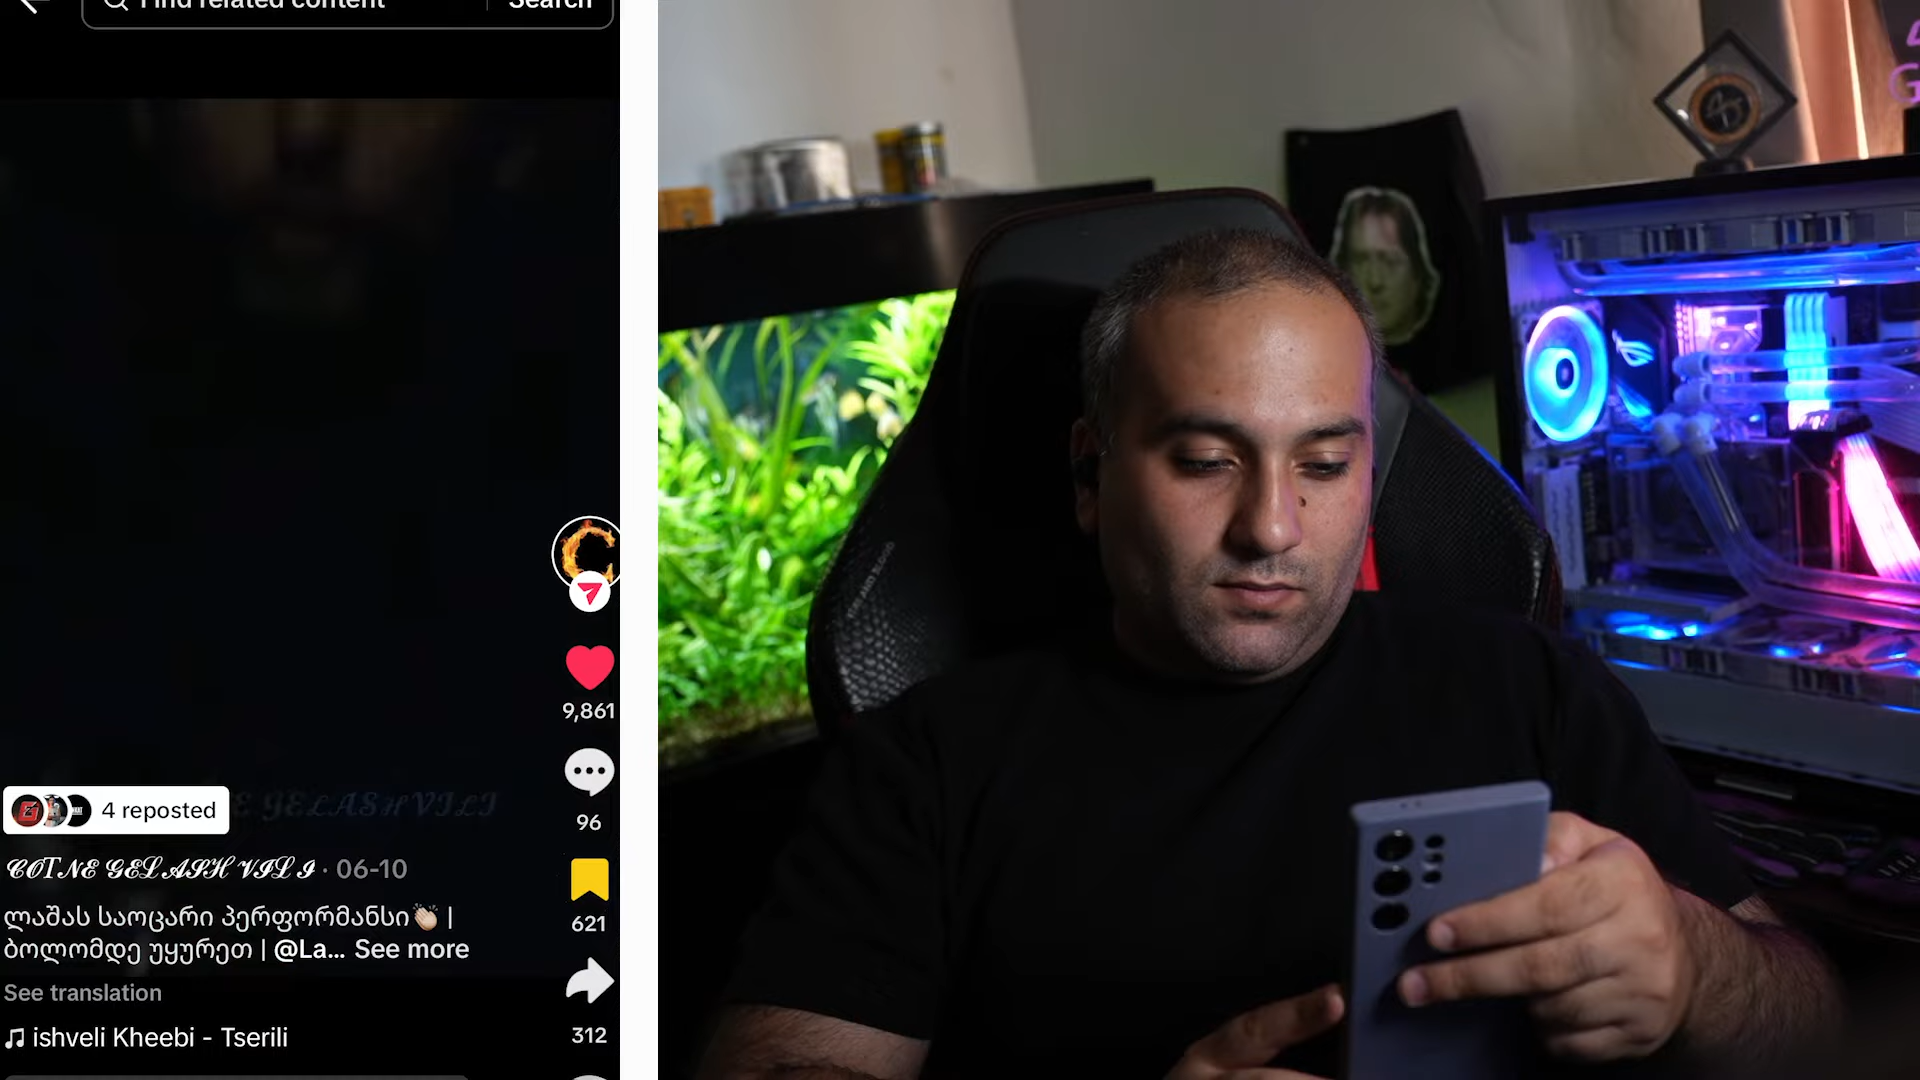 Find related content
Search
9,861
96
4 reposted
E GELASHVILI
COTNE GELASHVILI · 06-10
621
ლაშას საოცარი პერფორმანსი👏🏻 |
ბოლომდე უყურეთ | @La... See more
See translation
ishveli Kheebi - Tserili
312